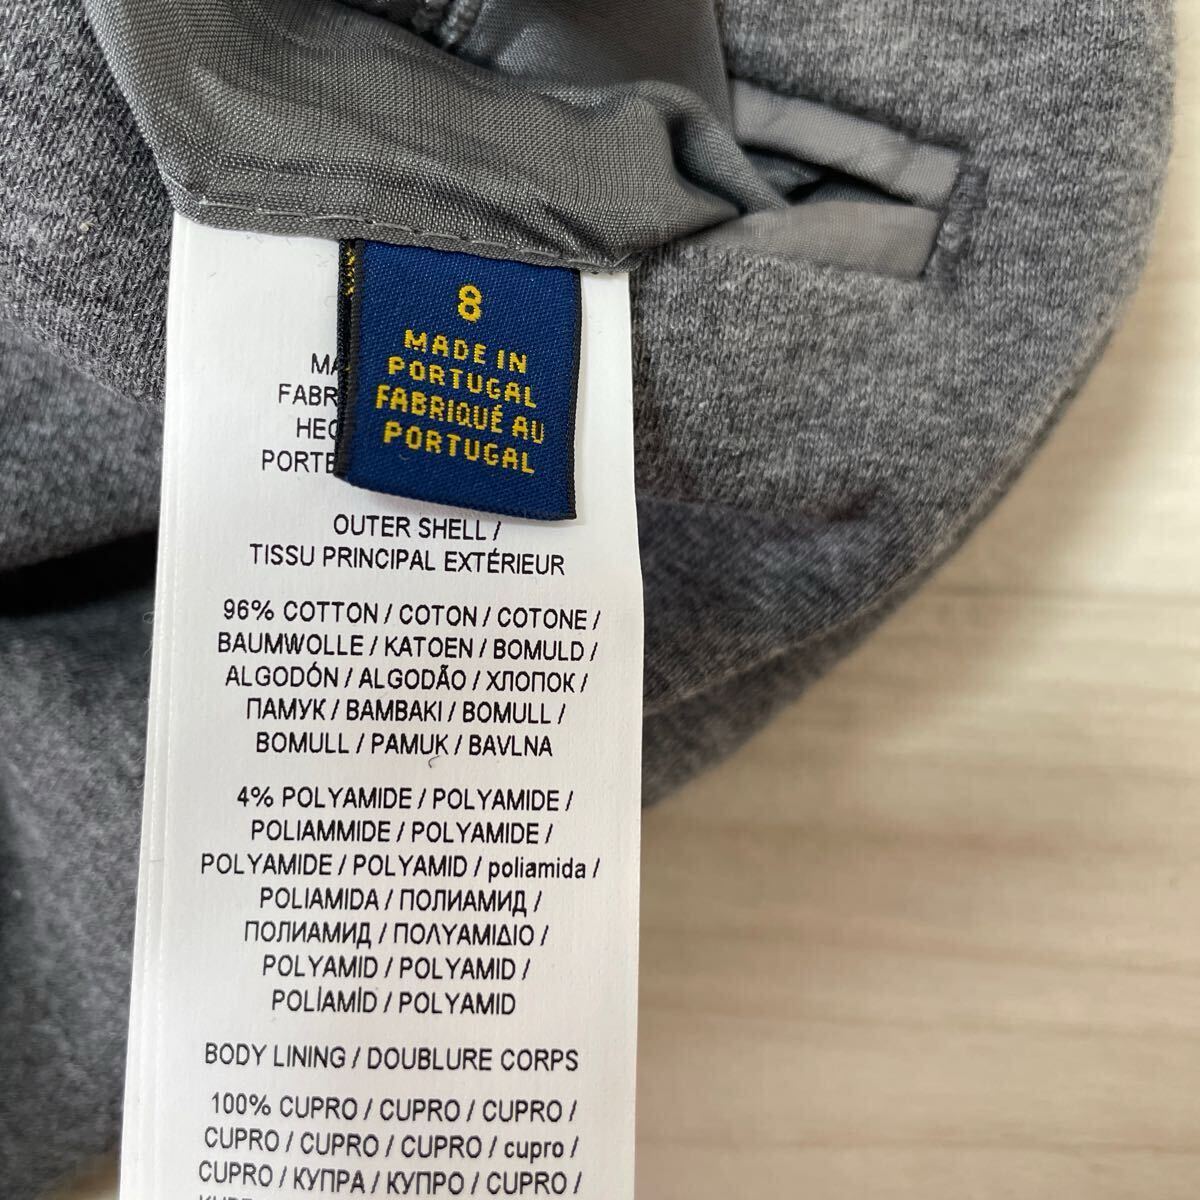 8
MADE IN
PORTUGAL
FABRIQUÉ AU
PORTUGAL
OUTER SHELL /
TISSU PRINCIPAL EXTÉRIEUR
96% COTTON / COTON / COTONE /
BAUMWOLLE / KATOEN / BOMULD /
ALGODÓN / ALGODÃO / ХЛОПОК /
ПАМУК / BAMBAKI / BOMULL /
BOMULL / PAMUK / BAVLNA
4% POLYAMIDE / POLYAMIDE /
POLIAMMIDE / POLYAMIDE /
POLYAMIDE / POLYAMID / poliamida /
POLIAMIDA / ПОЛИАМИД /
ПОЛИАМИД / ΠΟΛΥΑΜΙΔΙΟ /
POLYAMID / POLYAMID /
POLİAMİD / POLYAMID
BODY LINING / DOUBLURE CORPS
100% CUPRO / CUPRO / CUPRO /
CUPRO / CUPRO / CUPRO / cupro /
CUPRO / КУПРА / КУПРО / CUPRO /